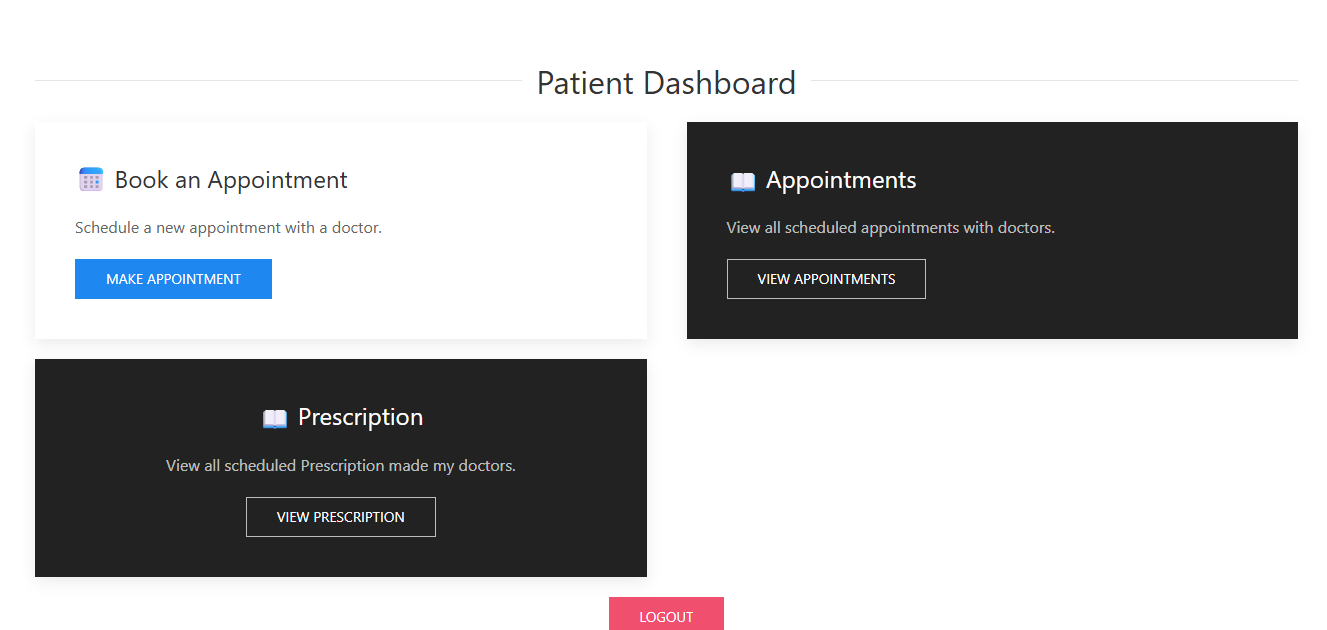 Patient Dashboard
Book an Appointment
Schedule a new appointment with a doctor.
MAKE APPOINTMENT
Appointments
View all scheduled appointments with doctors.
VIEW APPOINTMENTS
Prescription
View all scheduled Prescription made my doctors.
VIEW PRESCRIPTION
LOGOUT